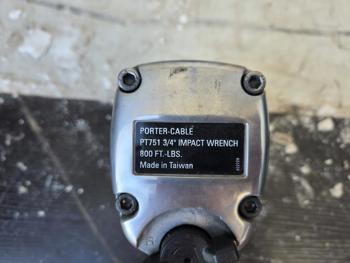 PORTER-CABLE
PT751 3/4" IMPACT WRENCH
800 FT.-LBS.
Made in Taiwan